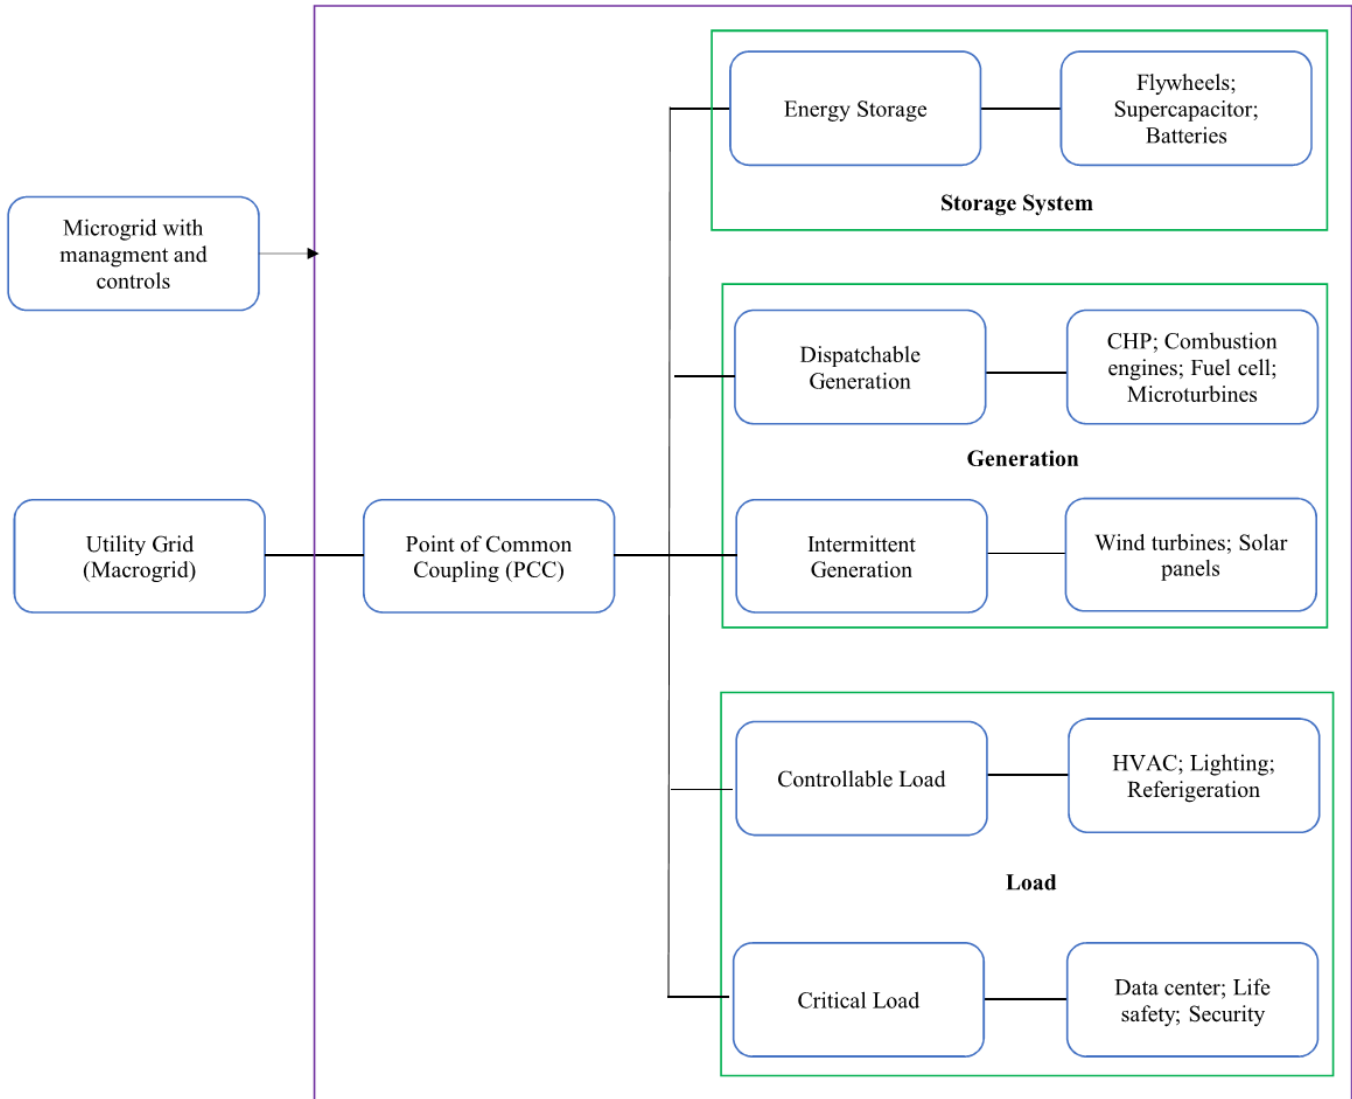 Energy Storage
Flywheels;
Supercapacitor;
Batteries
Storage System
Microgrid with
managment and
controls
Dispatchable
Generation
CHP; Combustion
engines; Fuel cell;
Microturbines
Generation
Utility Grid
(Macrogrid)
Point of Common
Coupling (PCC)
Intermittent
Generation
Wind turbines; Solar
panels
Controllable Load
HVAC; Lighting;
Referigeration
Load
Critical Load
Data center; Life
safety; Security